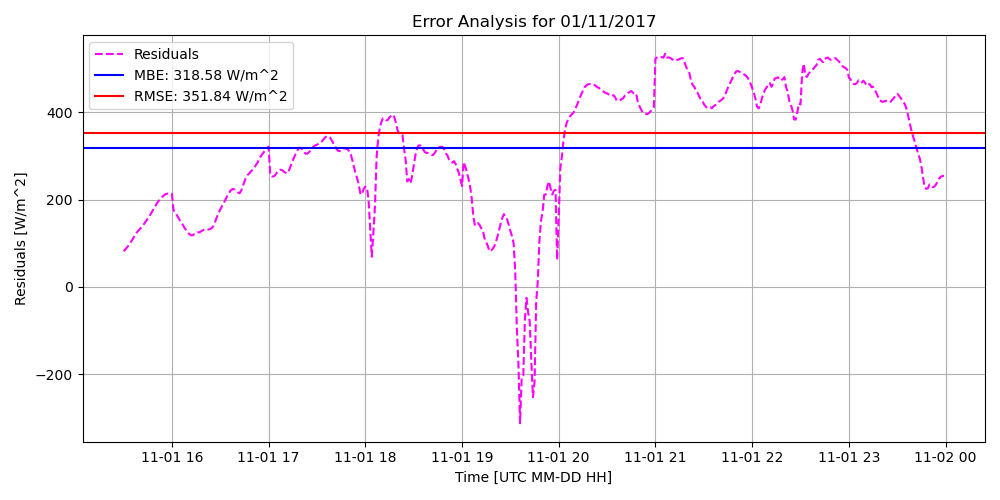 Error Analysis for 01/11/2017
Residuals
MBE: 318.58 W/m^2
RMSE: 351.84 W/m^2
Residuals [W/m^2]
400
200
0
−200
11-01 16 11-01 17 11-01 18 11-01 19 11-01 20 11-01 21 11-01 22 11-01 23 11-02 00
Time [UTC MM-DD HH]